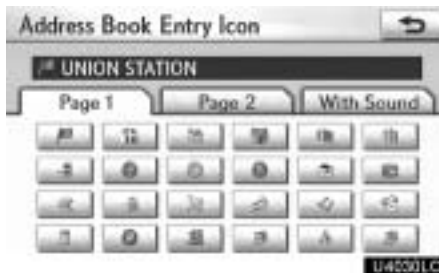 Address Book Entry Icon
UNION STATION
Page 1 Page 2 With Sound
U4030LC